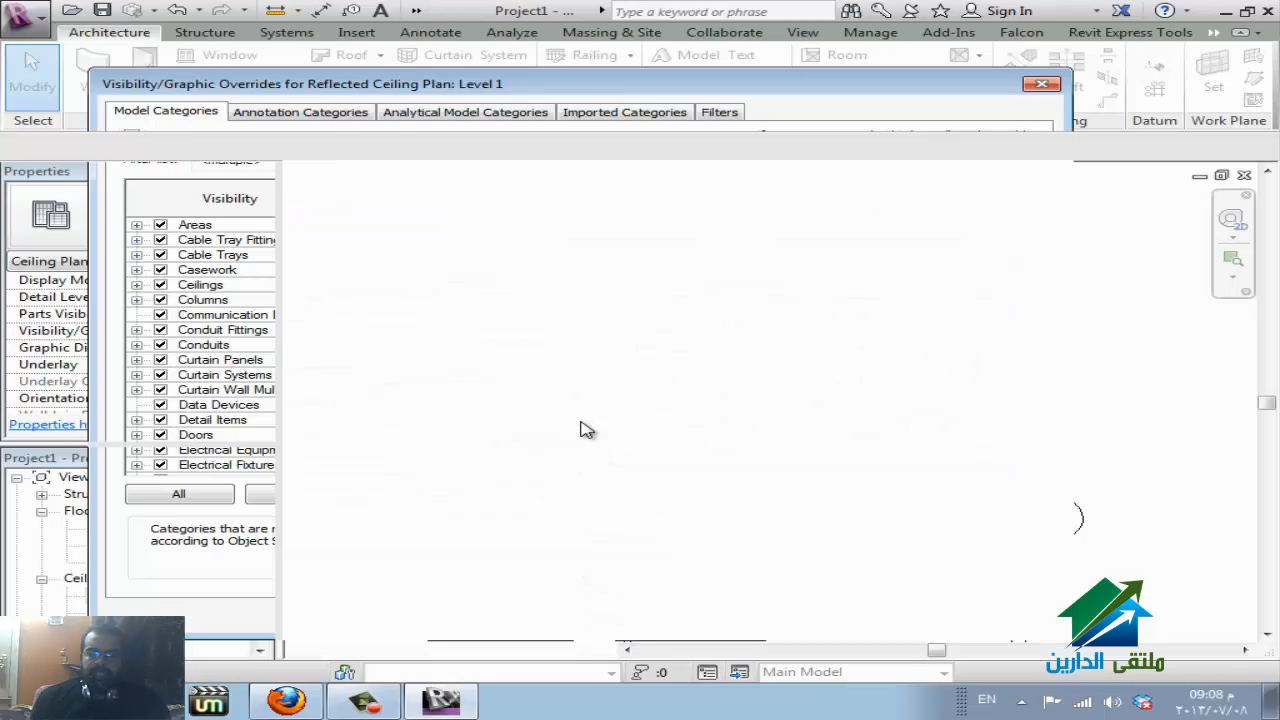 Project1 - ...
Type a keyword or phrase
Sign In
Architecture Structure Systems Insert Annotate Analyze Massing & Site Collaborate View Manage Add-Ins Falcon Revit Express Tools
Modify
Window
Roof
Curtain System
Railing
Model Text
Room
Set
Select
Datum
Work Plane
Visibility/Graphic Overrides for Reflected Ceiling Plan: Level 1
Model Categories Annotation Categories Analytical Model Categories Imported Categories Filters
Properties
Visibility
Areas
Cable Tray Fittin
Cable Trays
Casework
Ceilings
Columns
Communication
Conduit Fittings
Conduits
Curtain Panels
Curtain Systems
Curtain Wall Mul
Data Devices
Detail Items
Doors
Electrical Equip
Electrical Fixture
Ceiling Plan
Display Mo
Detail Leve
Parts Visib
Visibility/G
Graphic Di
Underlay
Underlay
Orientation
Properties h
Project1 - Pr
View
Stru
Floo
Ceil
All
Categories that are
according to Object S
2D
:0
Main Model
ملتقى الدارين
EN
09:08 م
٢٠١٣/٠٧/٠٨